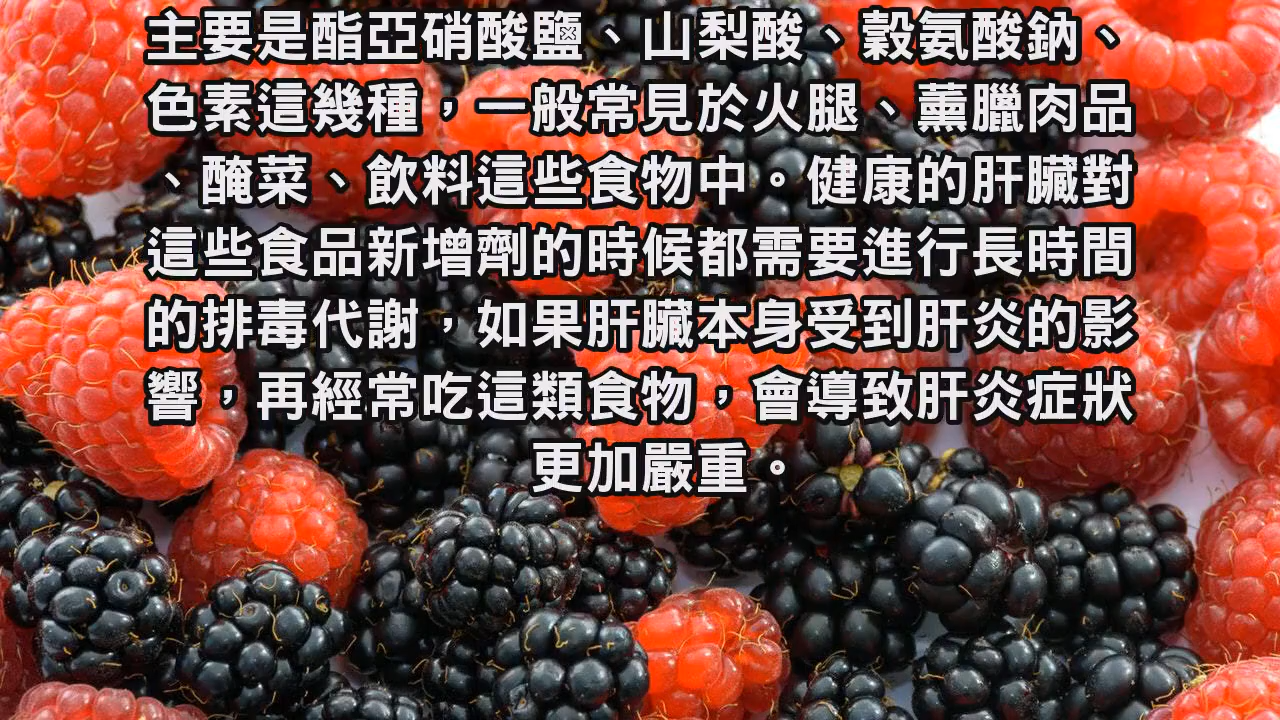 主要是酯亞硝酸鹽、山梨酸、穀氨酸鈉、
色素這幾種，一般常見於火腿、薰臘肉品
、醃菜、飲料這些食物中。健康的肝臟對
這些食品新增劑的時候都需要進行長時間
的排毒代謝，如果肝臟本身受到肝炎的影
響，再經常吃這類食物，會導致肝炎症狀
更加嚴重。